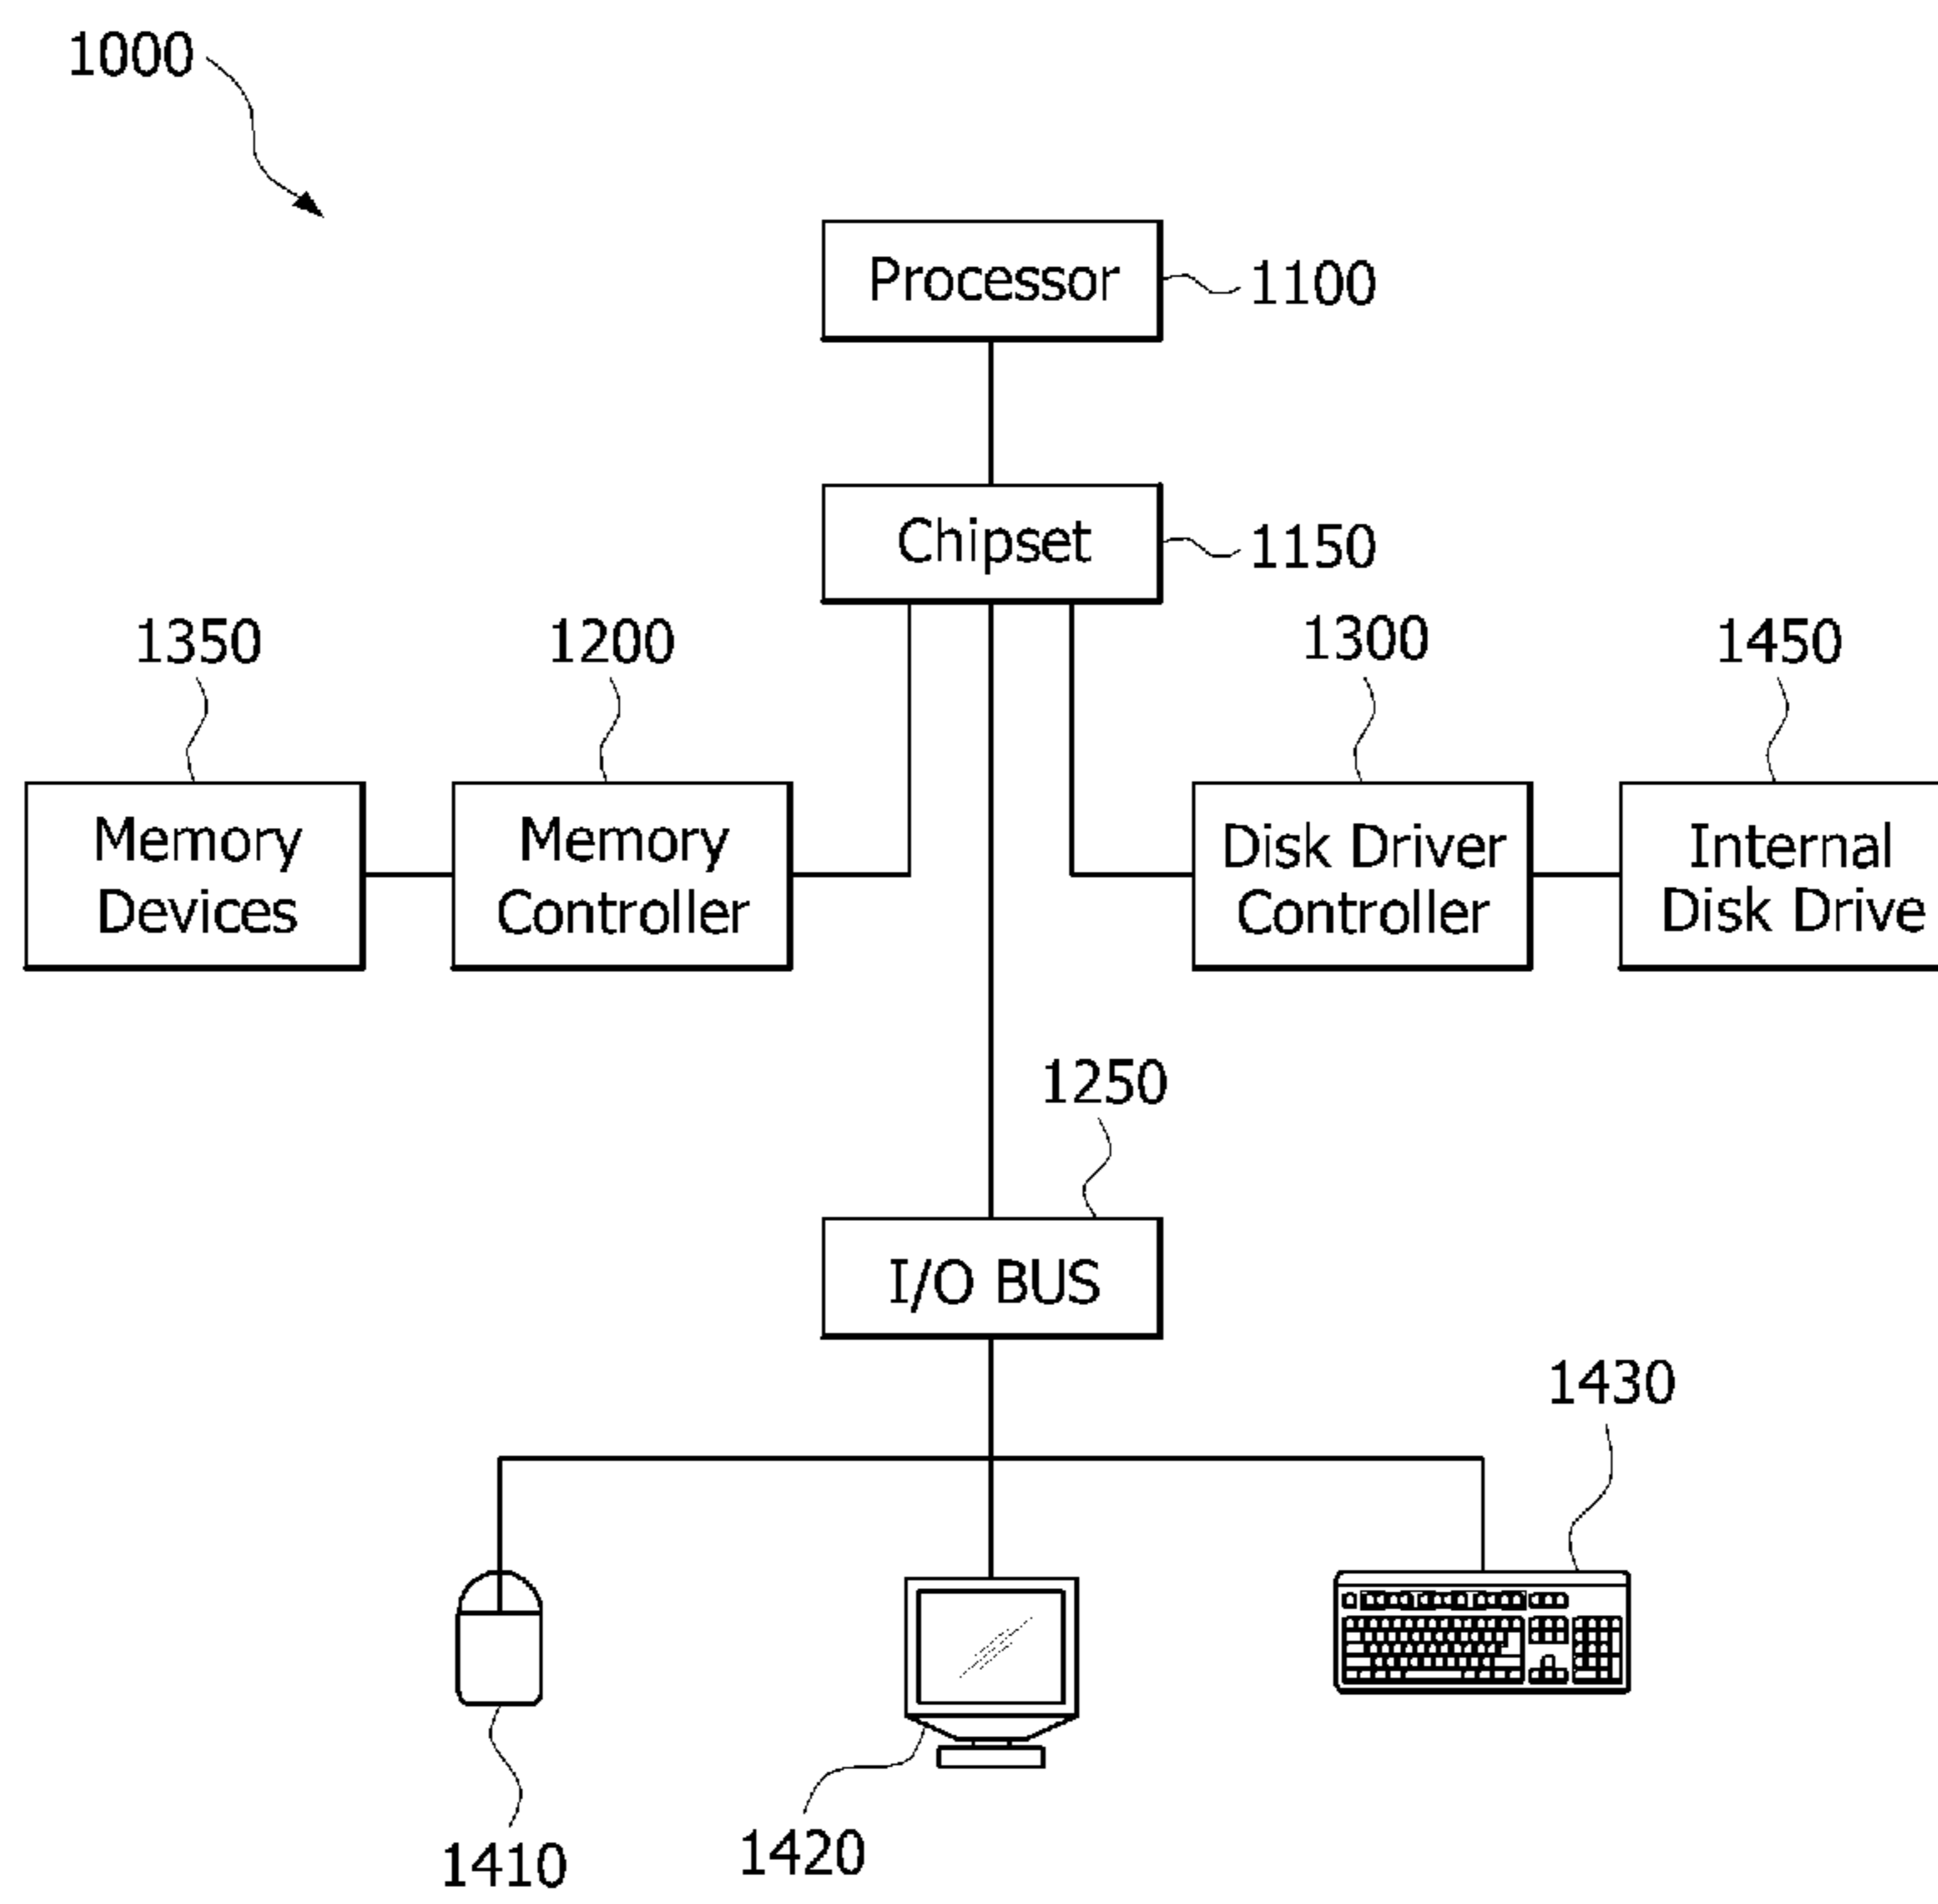 1000
Processor
1100
Chipset
1150
1350
1200
1300
1450
Memory
Devices
Memory
Controller
Disk Driver
Controller
Internal
Disk Drive
1250
I/O BUS
1430
1410
1420